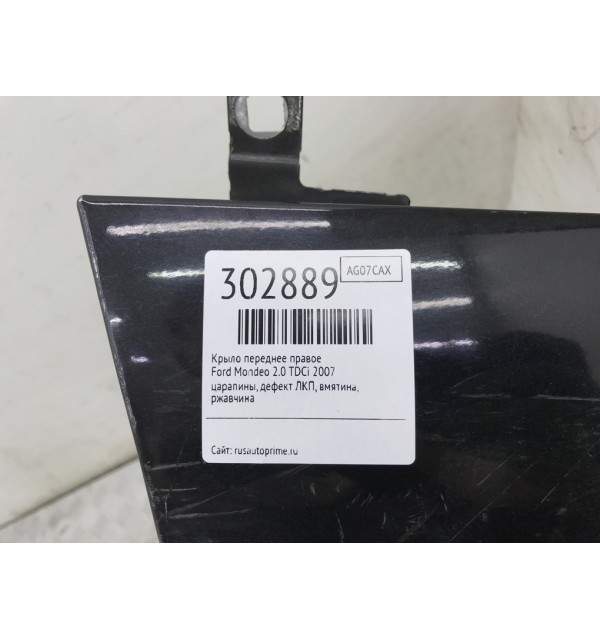 302889
AG07CAX
Крыло переднее правое
Ford Mondeo 2.0 TDCi 2007
царапины, дефект ЛКП, вмятина,
ржавчина
Сайт: rusautoprime.ru